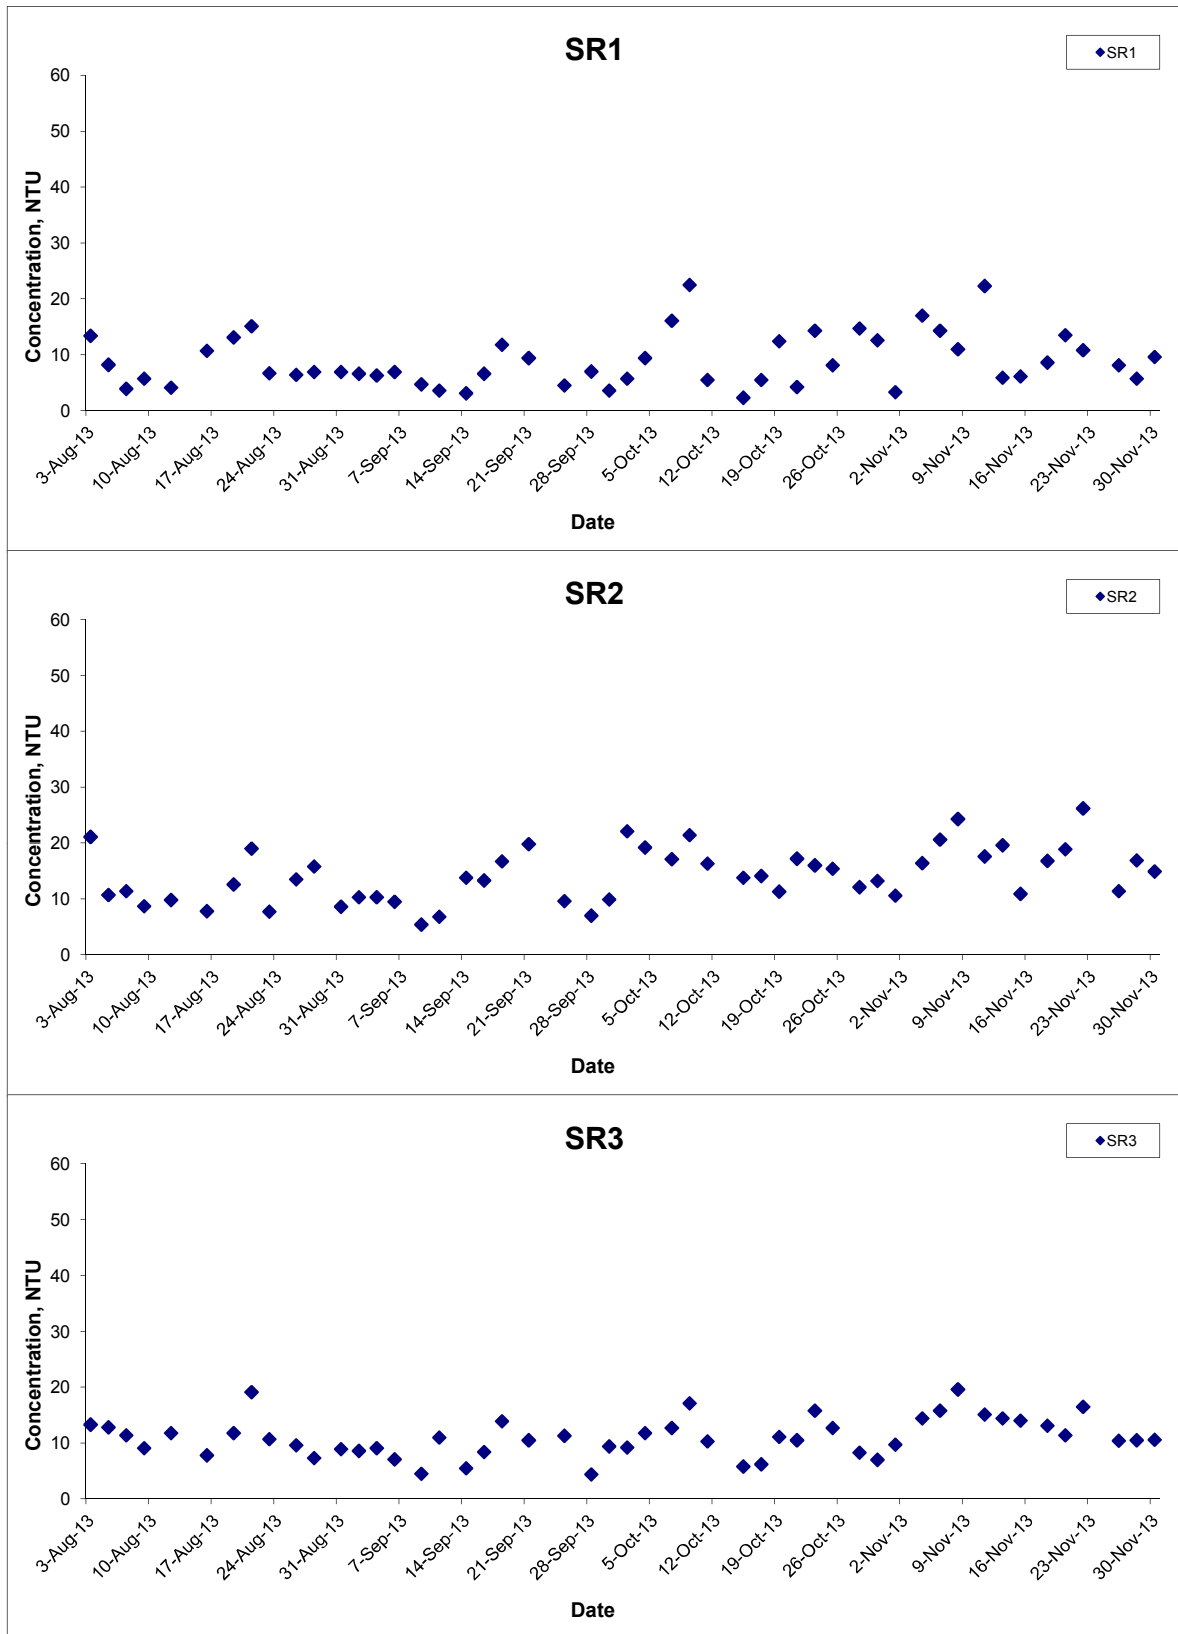 SR1
SR1
Concentration, NTU
60
50
40
30
20
10
0
3-Aug-13
10-Aug-13
17-Aug-13
24-Aug-13
31-Aug-13
7-Sep-13
14-Sep-13
21-Sep-13
28-Sep-13
5-Oct-13
12-Oct-13
19-Oct-13
26-Oct-13
2-Nov-13
9-Nov-13
16-Nov-13
23-Nov-13
30-Nov-13
Date
SR2
SR2
Concentration, NTU
60
50
40
30
20
10
0
3-Aug-13
10-Aug-13
17-Aug-13
24-Aug-13
31-Aug-13
7-Sep-13
14-Sep-13
21-Sep-13
28-Sep-13
5-Oct-13
12-Oct-13
19-Oct-13
26-Oct-13
2-Nov-13
9-Nov-13
16-Nov-13
23-Nov-13
30-Nov-13
Date
SR3
SR3
Concentration, NTU
60
50
40
30
20
10
0
3-Aug-13
10-Aug-13
17-Aug-13
24-Aug-13
31-Aug-13
7-Sep-13
14-Sep-13
21-Sep-13
28-Sep-13
5-Oct-13
12-Oct-13
19-Oct-13
26-Oct-13
2-Nov-13
9-Nov-13
16-Nov-13
23-Nov-13
30-Nov-13
Date